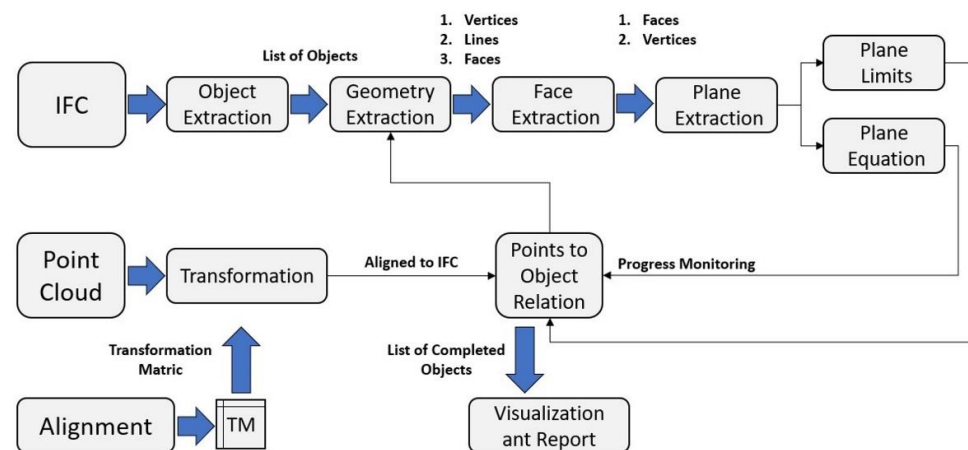 1. Vertices
2. Lines
3. Faces
1. Faces
2. Vertices
List of Objects
IFC
Object
Extraction
Geometry
Extraction
Face
Extraction
Plane
Extraction
Plane
Limits
Plane
Equation
Point
Cloud
Transformation
Aligned to IFC
Points to
Object
Relation
Progress Monitoring
Transformation
Matric
List of Completed
Objects
Alignment
TM
Visualization
ant Report